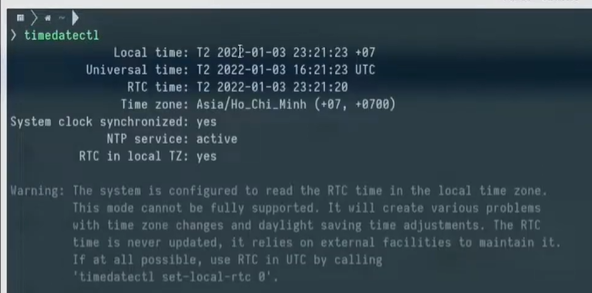 ~
❯ timedatectl
Local time: T2 2022-01-03 23:21:23 +07
Universal time: T2 2022-01-03 16:21:23 UTC
RTC time: T2 2022-01-03 23:21:20
Time zone: Asia/Ho_Chi_Minh (+07, +0700)
System clock synchronized: yes
NTP service: active
RTC in local TZ: yes
Warning: The system is configured to read the RTC time in the local time zone.
This mode cannot be fully supported. It will create various problems
with time zone changes and daylight saving time adjustments. The RTC
time is never updated, it relies on external facilities to maintain it.
If at all possible, use RTC in UTC by calling
'timedatectl set-local-rtc 0'.